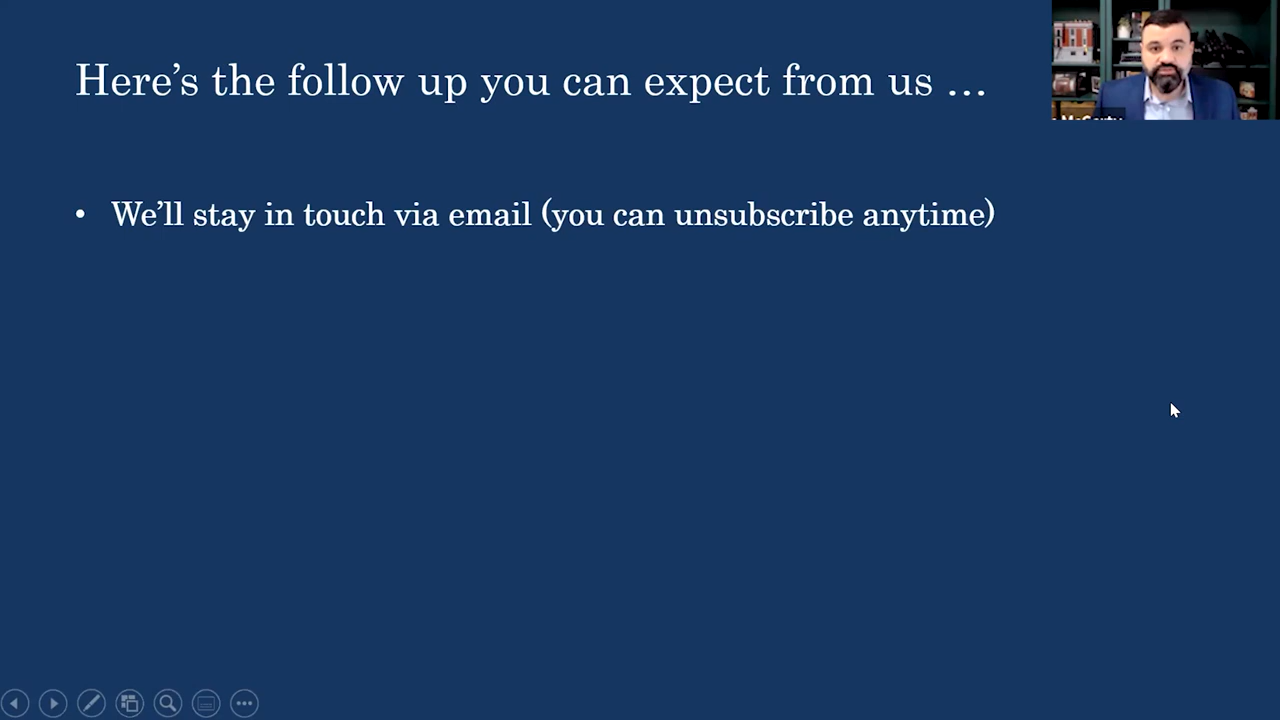 Here's the follow up you can expect from us …
• We'll stay in touch via email (you can unsubscribe anytime)